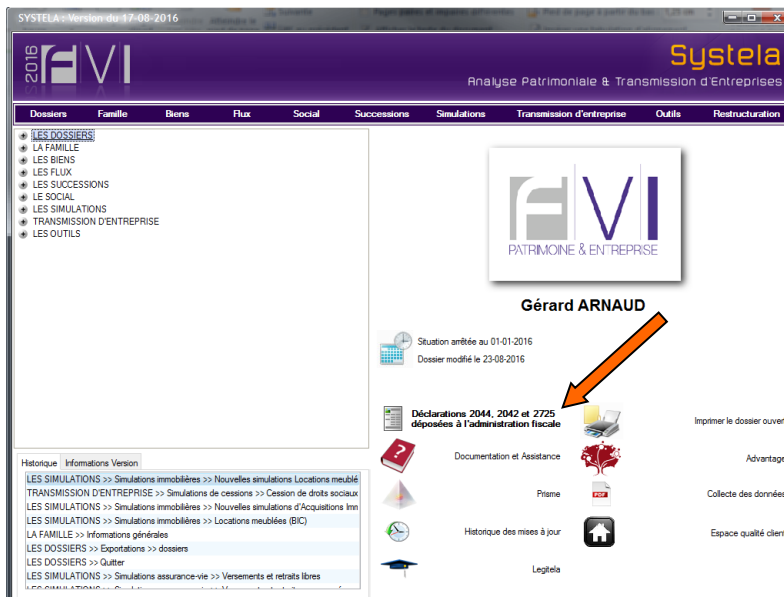 SYSTELA : Version du 17-08-2016
2016
FVI
Systela
Analyse Patrimoniale & Transmission d'Entreprises
Dossiers Famille Biens Flux Social Successions Simulations Transmission d'entreprise Outils Restructuration
LES DOSSIERS
LA FAMILLE
LES BIENS
LES FLUX
LES SUCCESSIONS
LE SOCIAL
LES SIMULATIONS
TRANSMISSION D'ENTREPRISE
LES OUTILS
FVI
PATRIMOINE & ENTREPRISE
Gérard ARNAUD
Situation arrêtée au 01-01-2016
Dossier modifié le 23-08-2016
Déclarations 2044, 2042 et 2725
déposées à l'administration fiscale
Imprimer le dossier ouver
Documentation et Assistance
Advantage
Prisme
PDF
Collecte des données
Historique des mises à jour
Espace qualité client
Legitela
Historique Informations Version
LES SIMULATIONS >> Simulations immobilières >> Nouvelles simulations Locations meublé
TRANSMISSION D'ENTREPRISE >> Simulations de cessions >> Cession de droits sociaux
LES SIMULATIONS >> Simulations immobilières >> Nouvelles simulations d'Acquisitions Imn
LES SIMULATIONS >> Simulations immobilières >> Locations meublées (BIC)
LA FAMILLE >> Informations générales
LES DOSSIERS >> Exportations >> dossiers
LES DOSSIERS >> Quitter
LES SIMULATIONS >> Simulations assurance-vie >> Versements et retraits libres